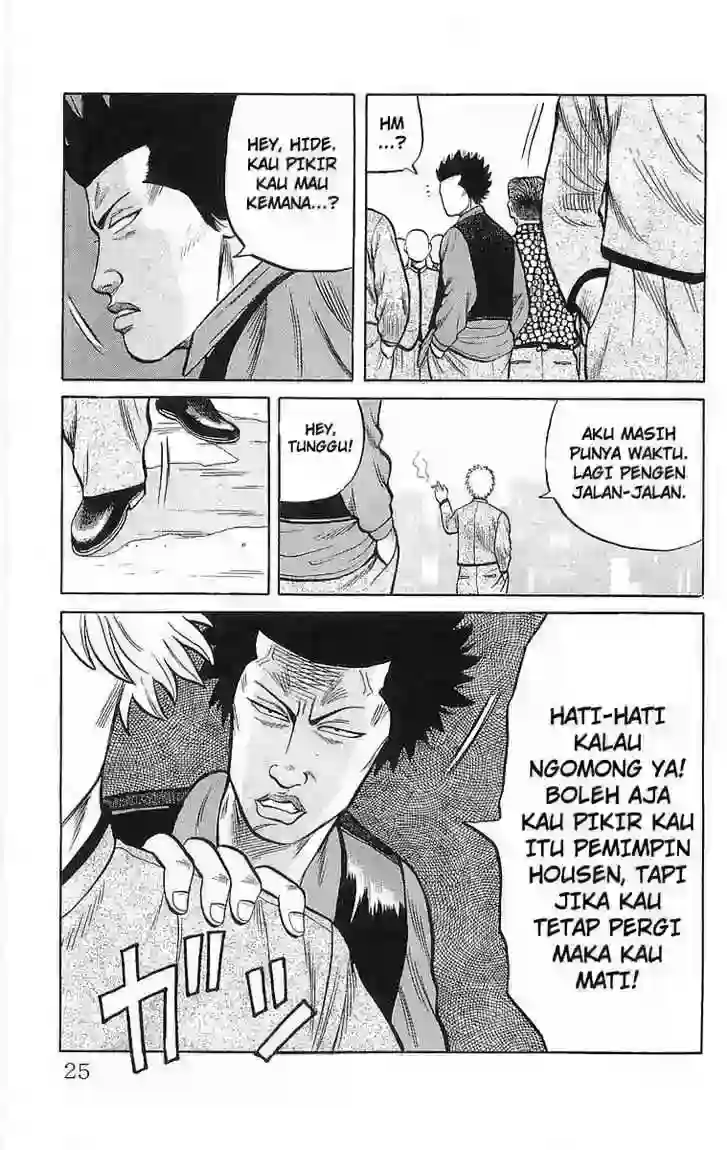 HM
...?
HEY, HIDE.
KAU PIKIR
KAU MAU
KEMANA...?
AKU MASIH
PUNYA WAKTU.
LAGI PENGEN
JALAN-JALAN.
HEY,
TUNGGU!
HATI-HATI
KALAU
NGOMONG YA!
BOLEH AJA
KAU PIKIR KAU
ITU PEMIMPIN
HOUSEN, TAPI
JIKA KAU
TETAP PERGI
MAKA KAU
MATI!
ガッ
25